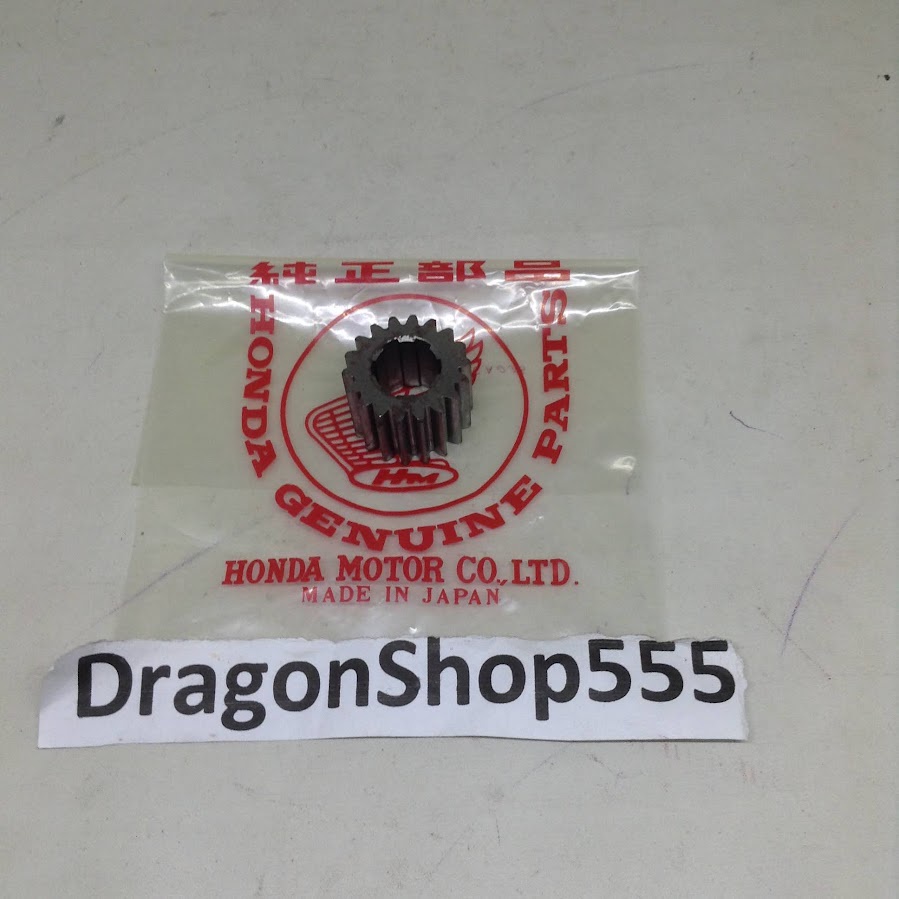 純正部品
HONDA GENUINE PARTS
HM
HONDA MOTOR CO., LTD.
MADE IN JAPAN
DragonShop555